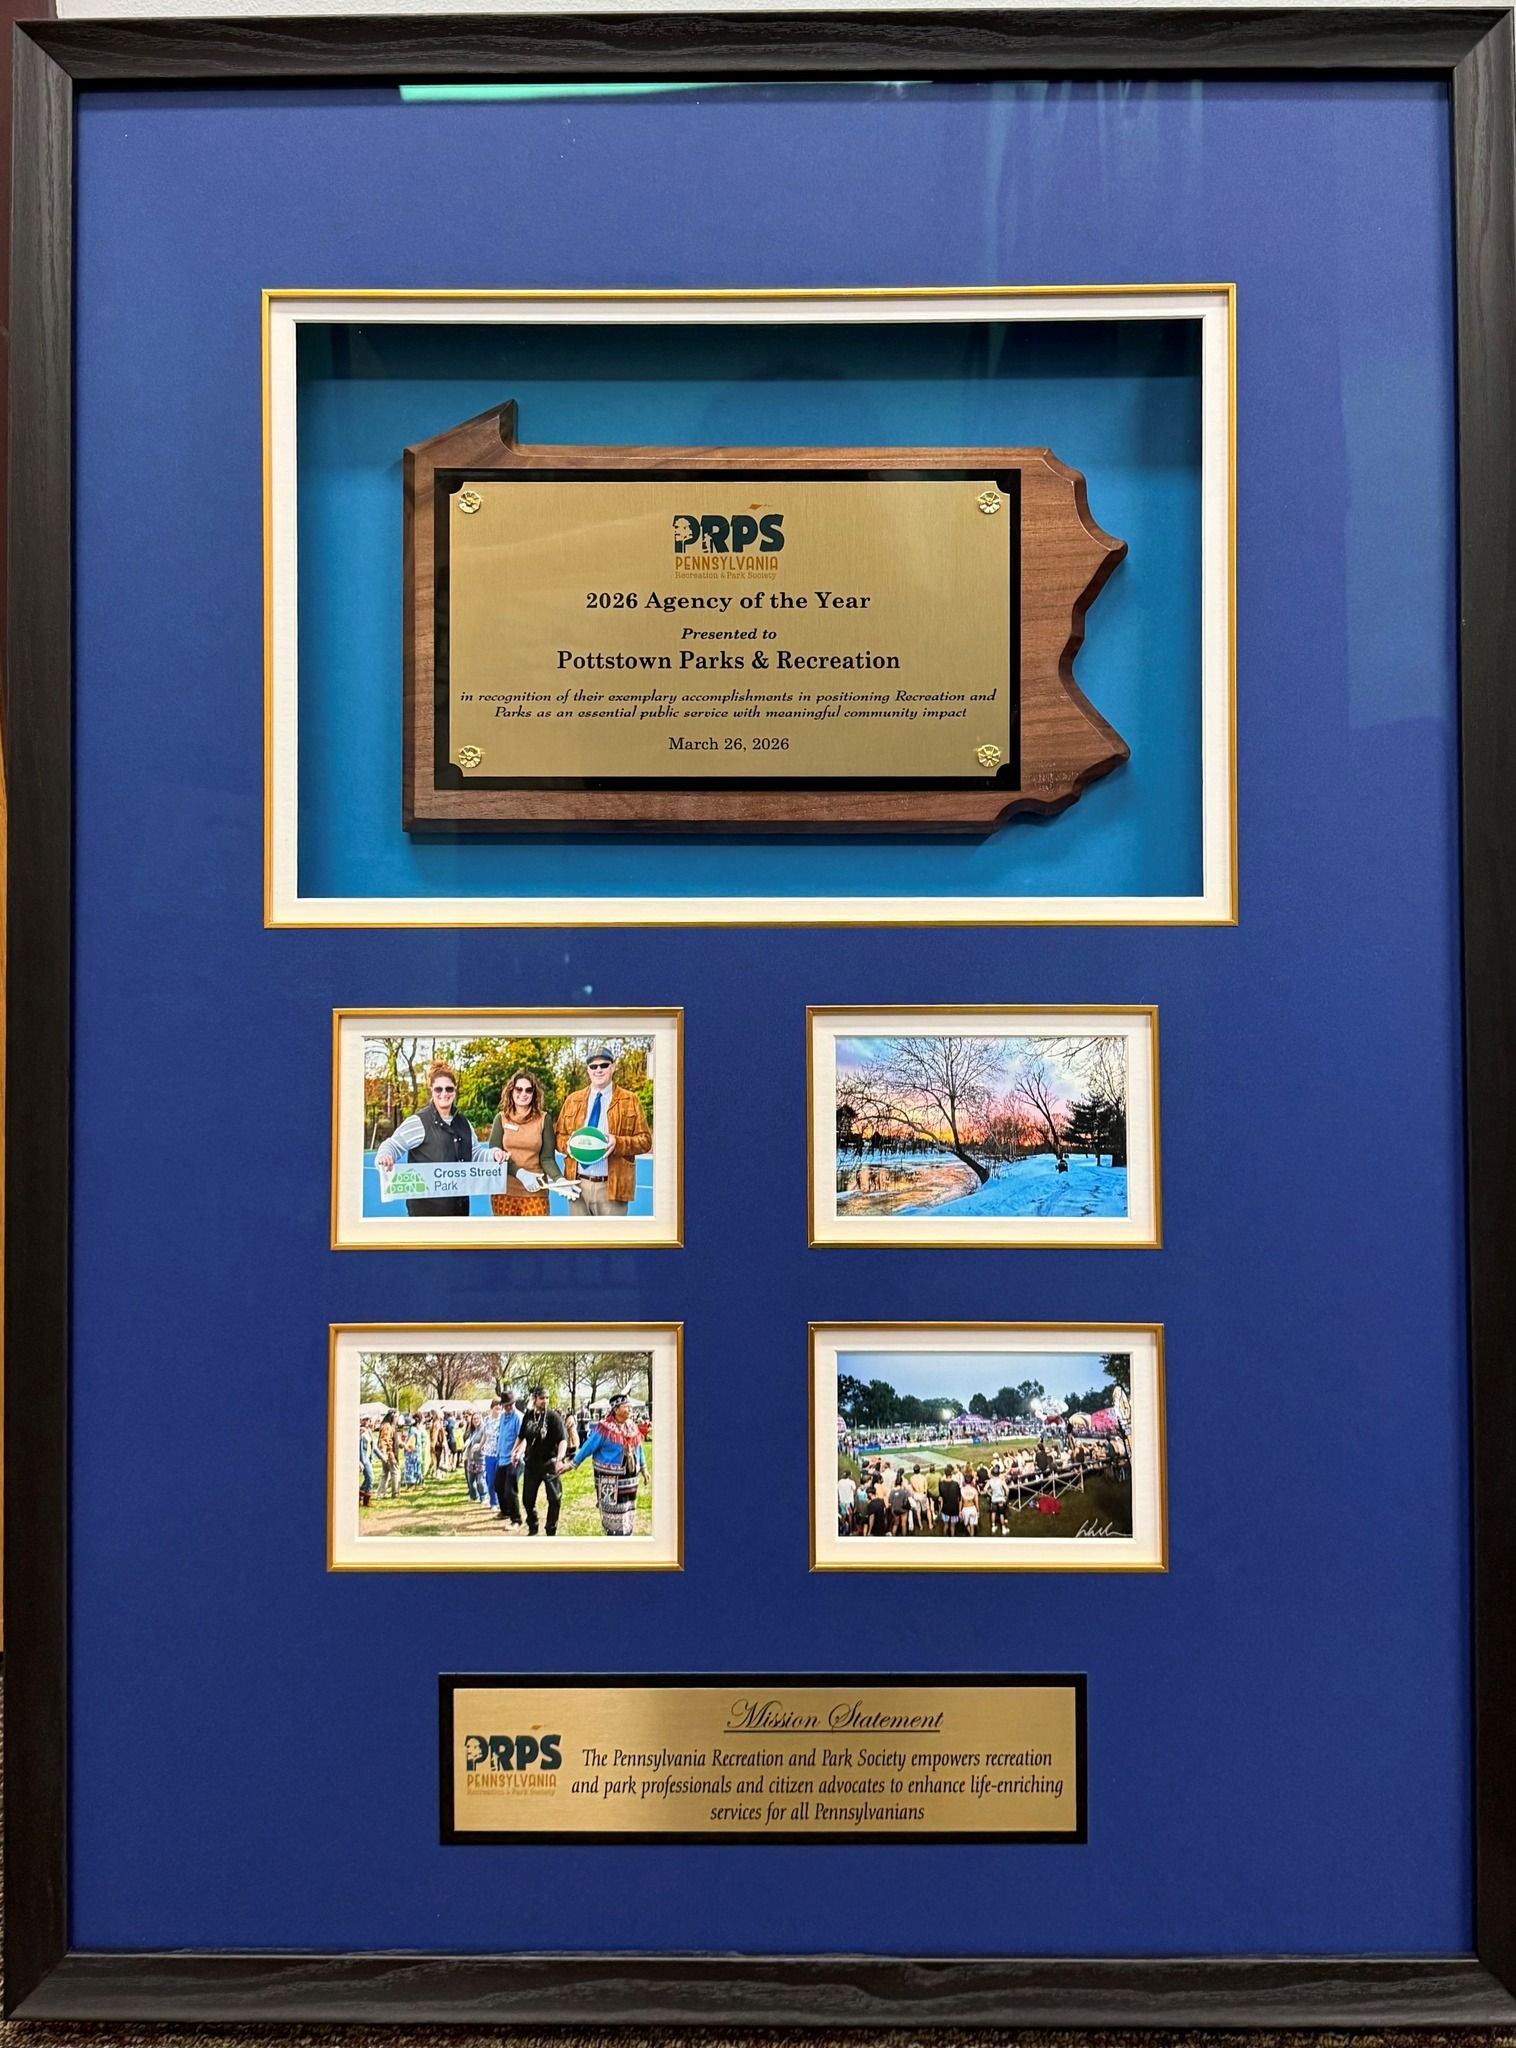 PRPS
PENNSYLVANIA
Recreation & Park Society
2026 Agency of the Year
Presented to
Pottstown Parks & Recreation
in recognition of their exemplary accomplishments in positioning Recreation and
Parks as an essential public service with meaningful community impact
March 26, 2026
Cross Street
Park
Mission Statement
PRPS
PENNSYLVANIA
Recreation & Park Society
The Pennsylvania Recreation and Park Society empowers recreation
and park professionals and citizen advocates to enhance life-enriching
services for all Pennsylvanians